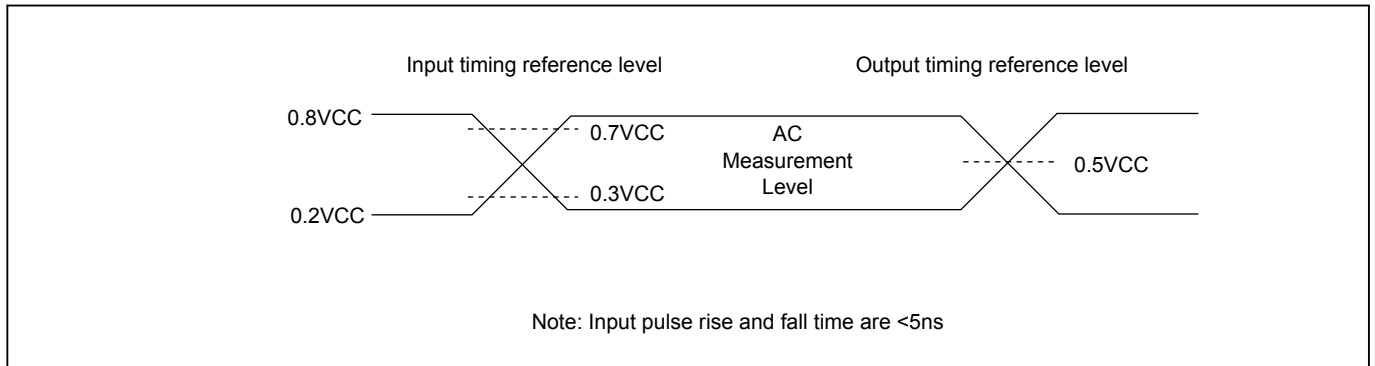 Input timing reference level
Output timing reference level
0.8VCC
0.7VCC
AC
Measurement
Level
0.5VCC
0.3VCC
0.2VCC
Note: Input pulse rise and fall time are <5ns